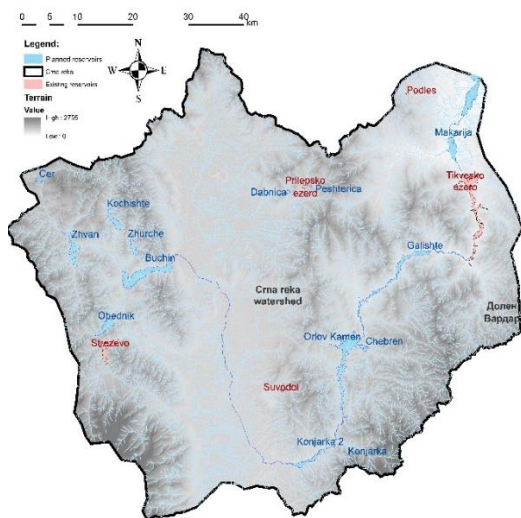 0 5 10 20 30 40
km
Legend:
Planned reservoirs
Crna reka
Existing reservoirs
Terrain
Value
High : 2735
Low : 0
N
W E
S
Podles
Makarija
Cer
Prilepsko
ezero
Dabnica
Peshterica
Tikvesko
ezero
Kochishte
Zhvan
Zhurche
Buchin
Galishte
Crna reka
watershed
Долен
Вардар
Obednik
Strezevo
Orlov Kamen
Chebren
Suvodol
Konjarka 2
Konjarka